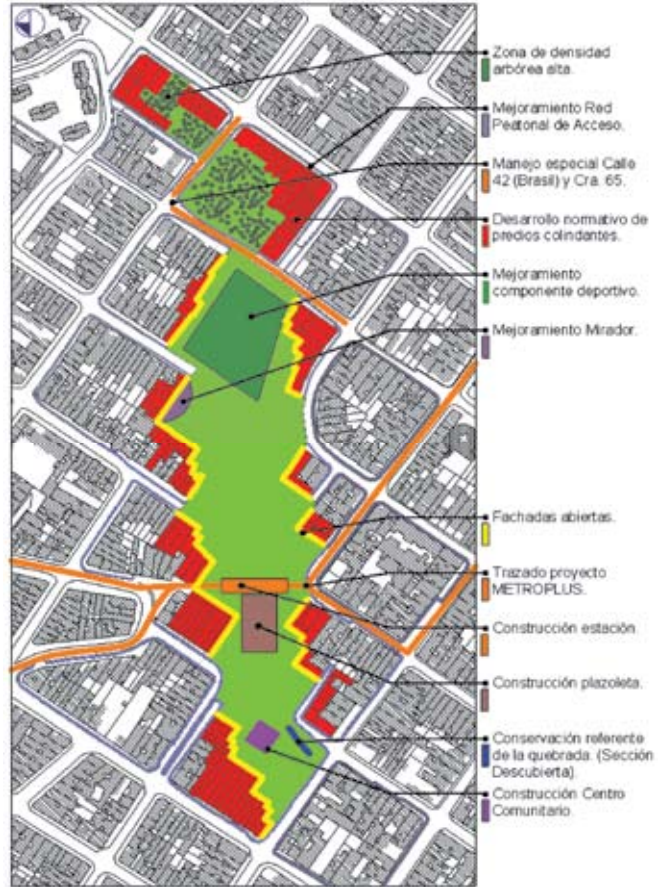 Zona de densidad
arbórea alta.
Mejoramiento Red
Peatonal de Acceso.
Manejo especial Calle
42 (Brasil) y Cra. 65.
Desarrollo normativo de
predios colindantes.
Mejoramiento
componente deportivo.
Mejoramiento Mirador.
Fachadas abiertas.
Trazado proyecto
METROPLUS.
Construcción estación.
Construcción plazoleta.
Conservación referente
de la quebrada. (Sección
Descubierta).
Construcción Centro
Comunitario.